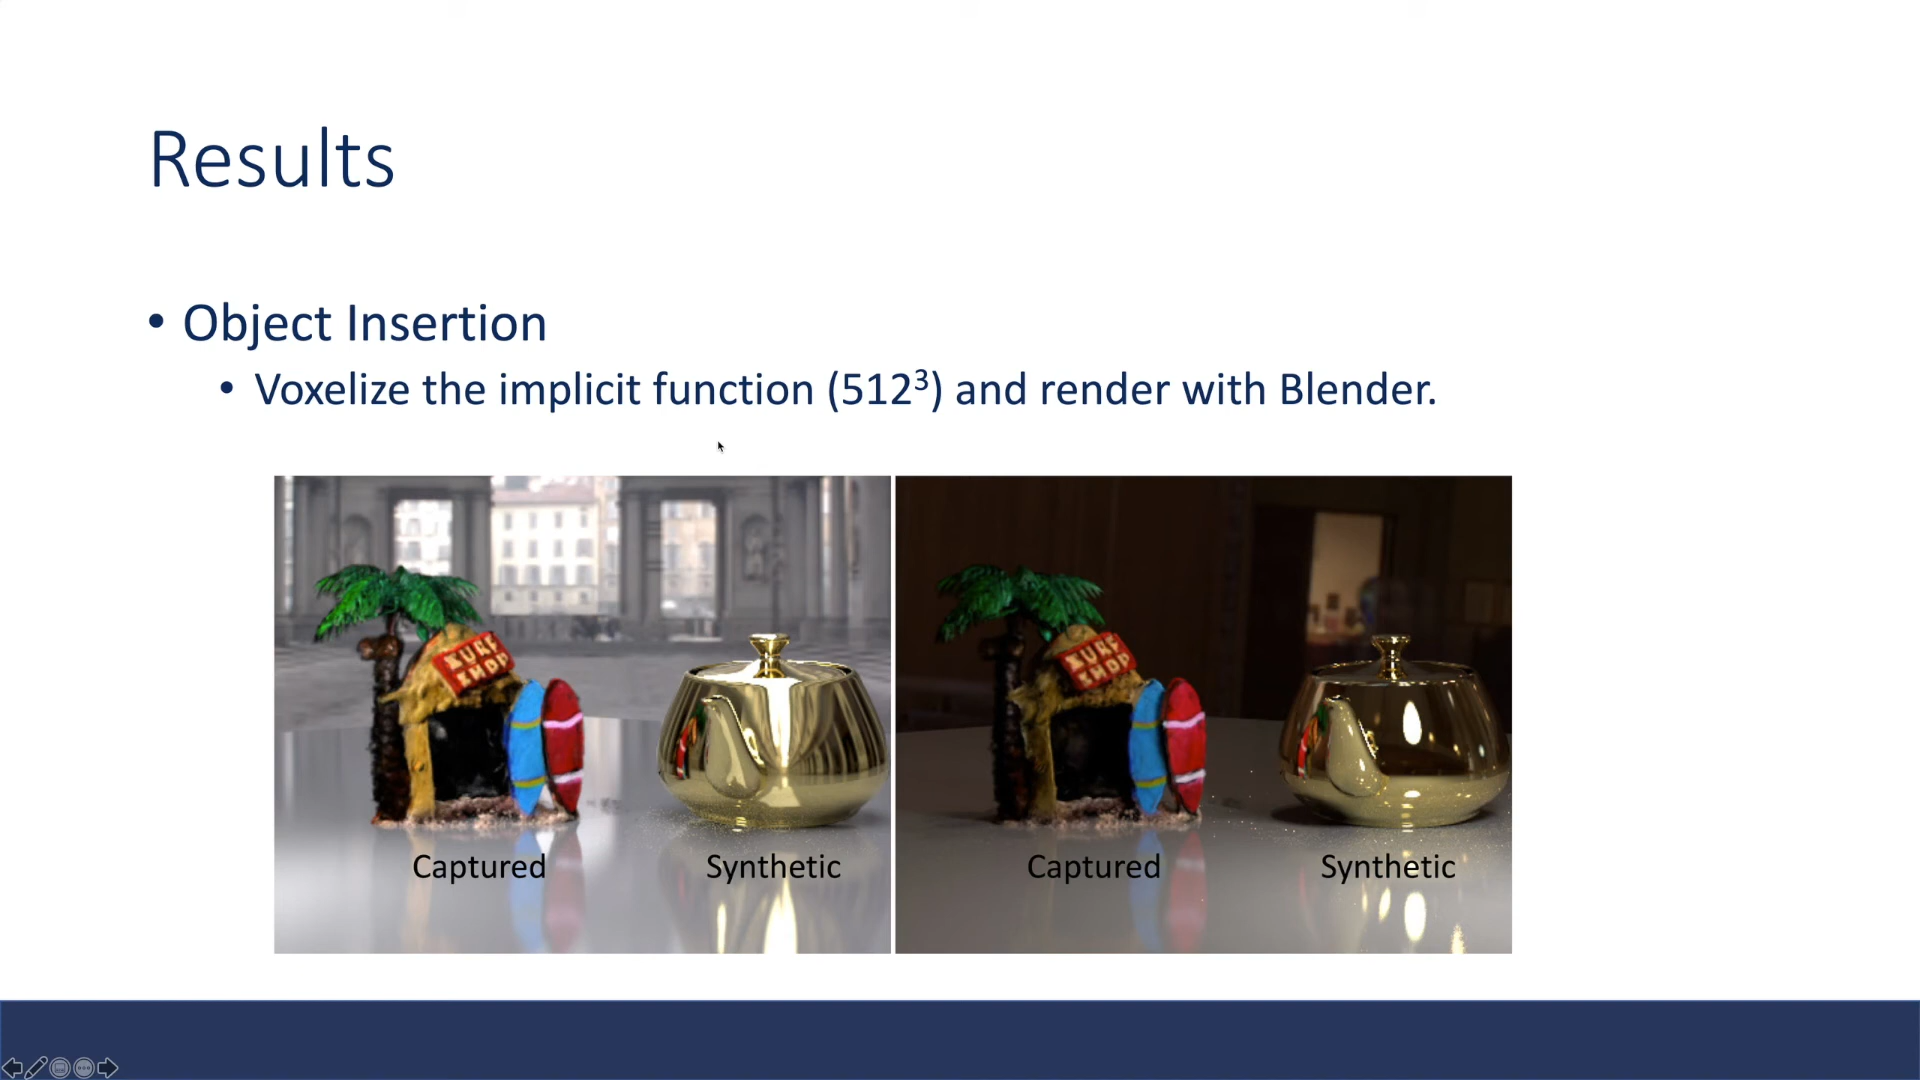 Results
• Object Insertion
• Voxelize the implicit function (512³) and render with Blender.
SURF
SHOP
SURF
SHOP
Captured
Synthetic
Captured
Synthetic